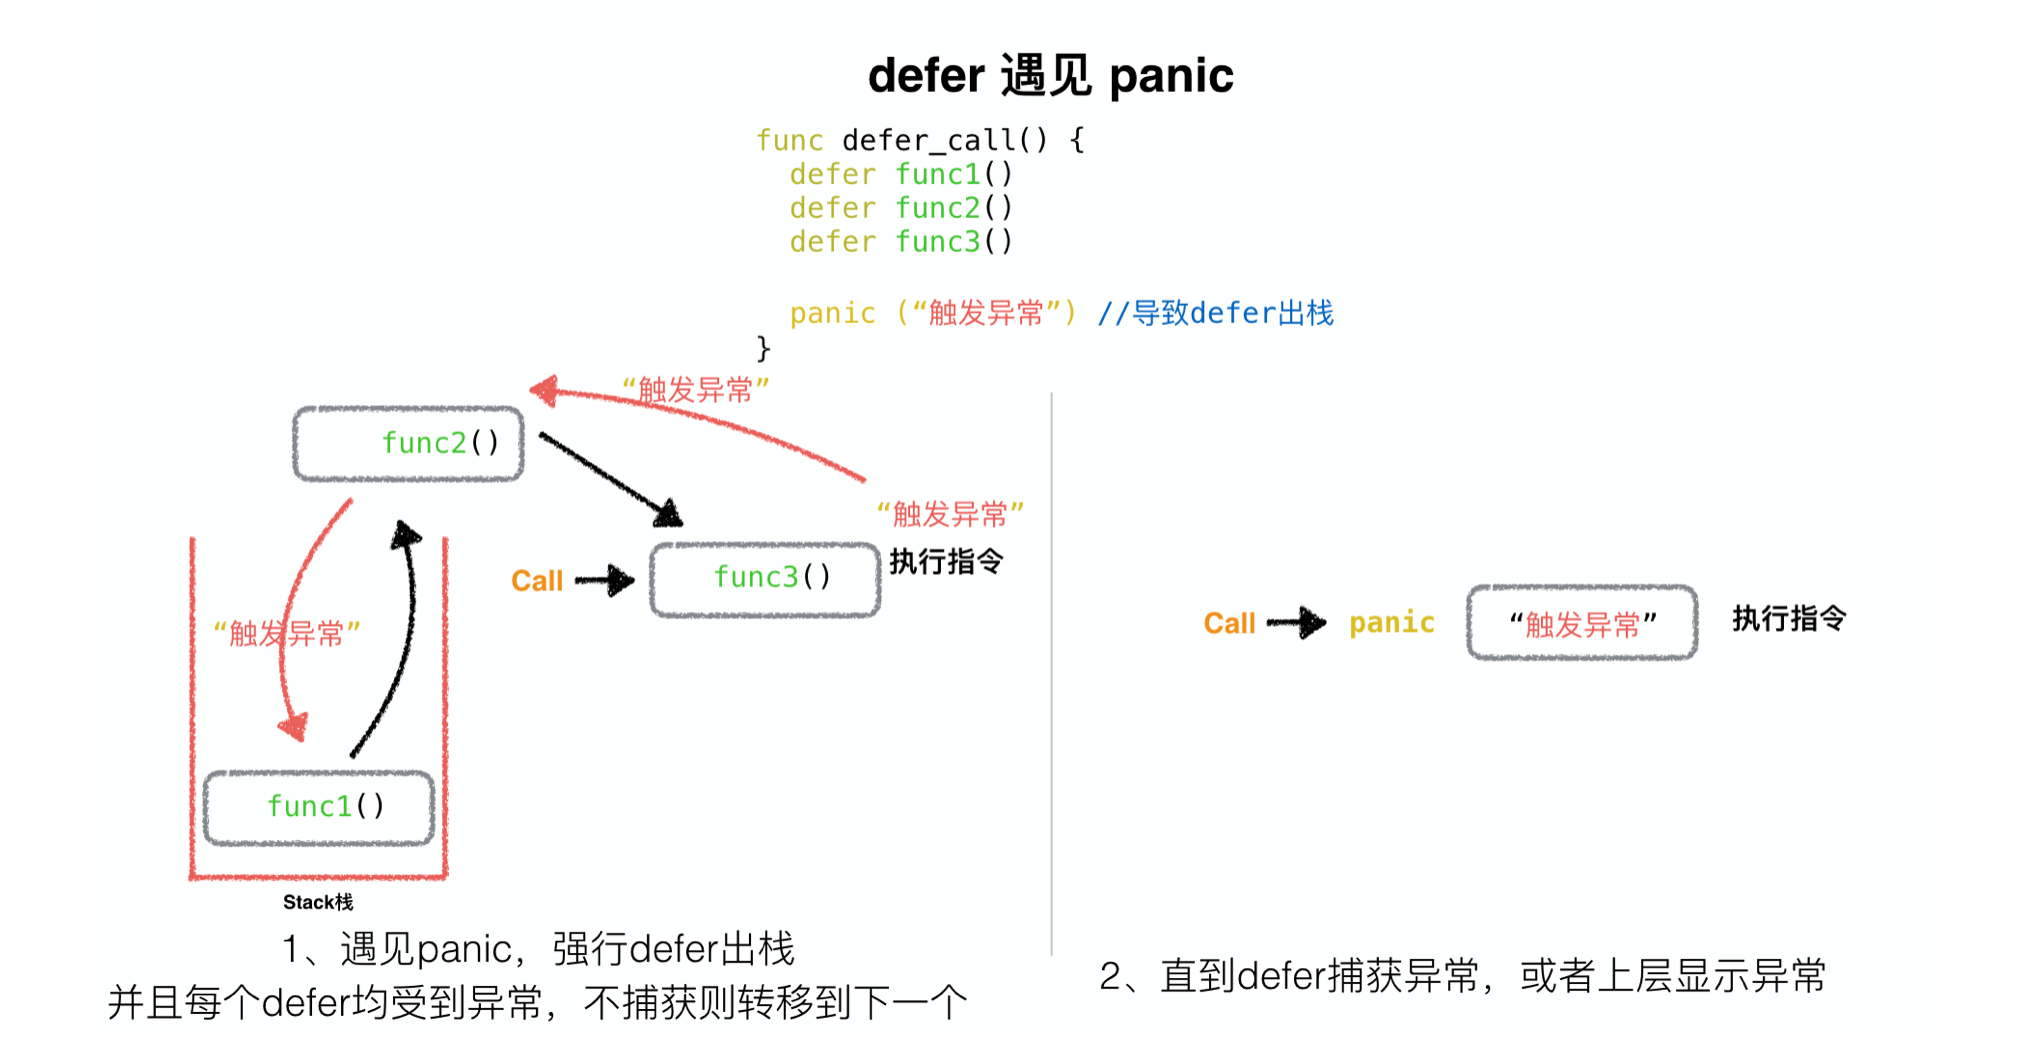 defer 遇见 panic
func defer_call() {
defer func1()
defer func2()
defer func3()
panic (“触发异常”) //导致defer出栈
}
“触发异常”
func2()
“触发异常”
执行指令
Call
func3()
“触发异常”
func1()
Stack栈
1、遇见panic，强行defer出栈
并且每个defer均受到异常，不捕获则转移到下一个
Call
panic
“触发异常”
执行指令
2、直到defer捕获异常，或者上层显示异常